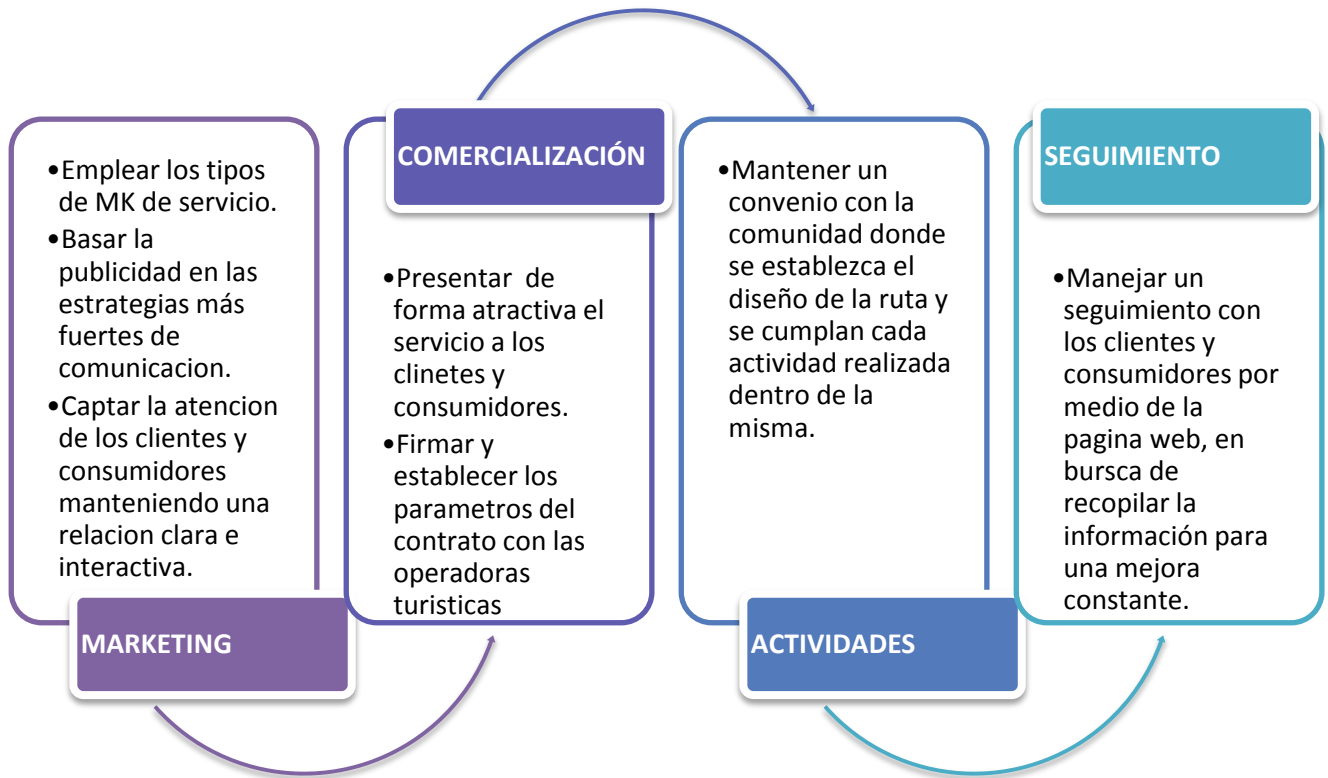 •Emplear los tipos
de MK de servicio.
•Basar la
publicidad en las
estrategias más
fuertes de
comunicacion.
•Captar la atencion
de los clientes y
consumidores
manteniendo una
relacion clara e
interactiva.
MARKETING
COMERCIALIZACIÓN
•Presentar de
forma atractiva el
servicio a los
clinetes y
consumidores.
•Firmar y
establecer los
parametros del
contrato con las
operadoras
turisticas
•Mantener un
convenio con la
comunidad donde
se establezca el
diseño de la ruta y
se cumplan cada
actividad realizada
dentro de la
misma.
ACTIVIDADES
SEGUIMIENTO
•Manejar un
seguimiento con
los clientes y
consumidores por
medio de la
pagina web, en
bursca de
recopilar la
información para
una mejora
constante.